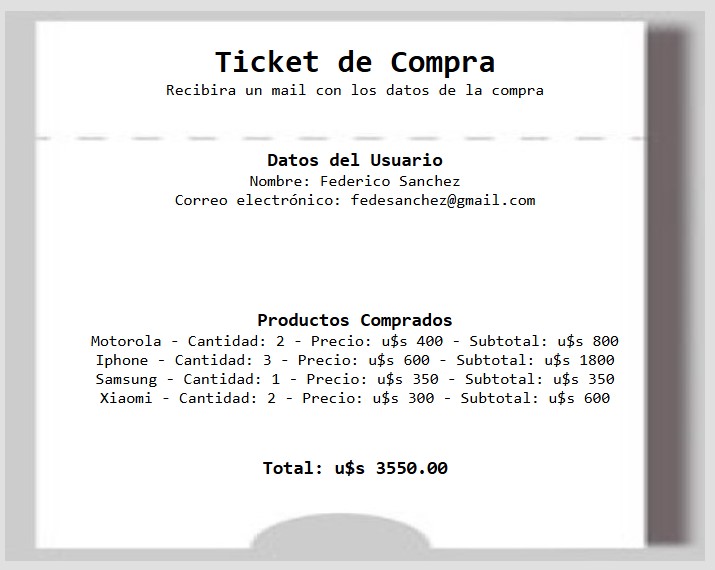 Ticket de Compra
Recibira un mail con los datos de la compra
Datos del Usuario
Nombre: Federico Sanchez
Correo electrónico: fedesanchez@gmail.com
Productos Comprados
Motorola - Cantidad: 2 - Precio: u$s 400 - Subtotal: u$s 800
Iphone - Cantidad: 3 - Precio: u$s 600 - Subtotal: u$s 1800
Samsung - Cantidad: 1 - Precio: u$s 350 - Subtotal: u$s 350
Xiaomi - Cantidad: 2 - Precio: u$s 300 - Subtotal: u$s 600
Total: u$s 3550.00